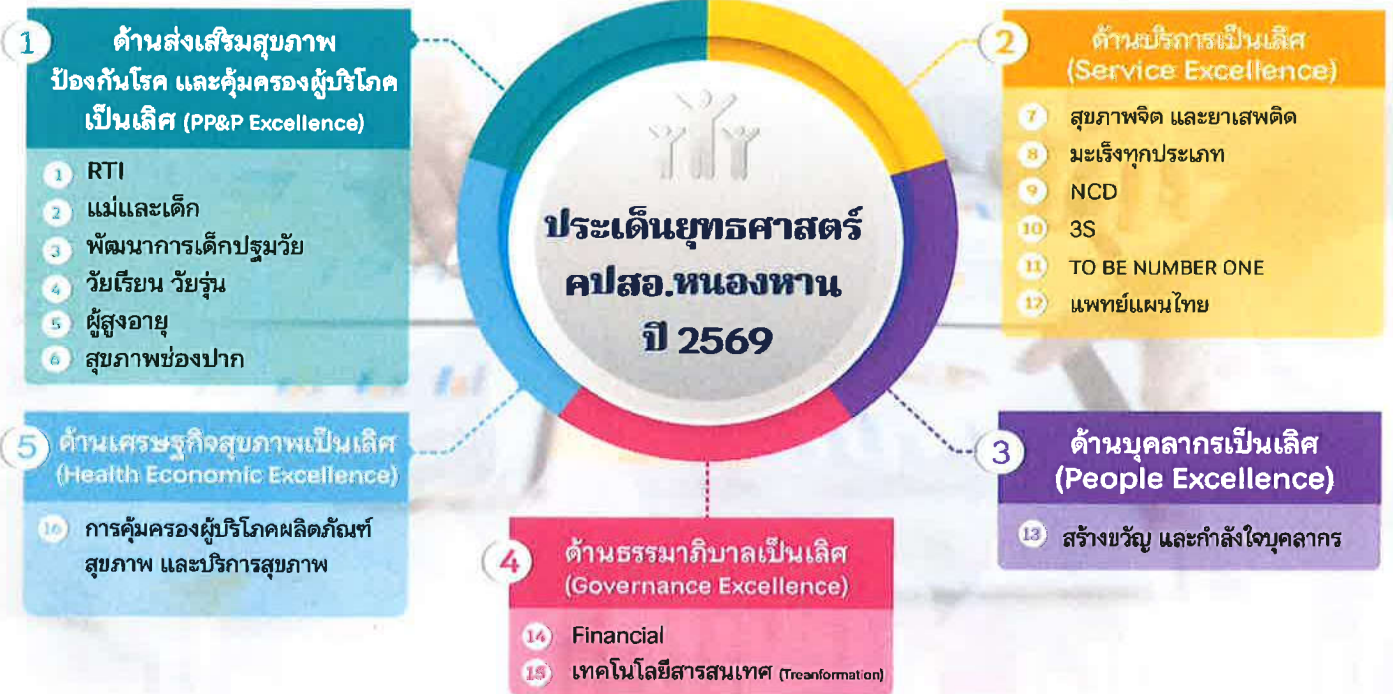 1
ด้านส่งเสริมสุขภาพ
ป้องกันโรค และคุ้มครองผู้บริโภค
เป็นเลิศ (PP&P Excellence)
1 RTI
2 แม่และเด็ก
3 พัฒนาการเด็กปฐมวัย
4 วัยเรียน วัยรุ่น
5 ผู้สูงอายุ
6 สุขภาพช่องปาก
ประเด็นยุทธศาสตร์
คปสอ.หนองหาน
ปี 2569
2
ด้านบริการเป็นเลิศ
(Service Excellence)
7 สุขภาพจิต และยาเสพติด
8 มะเร็งทุกประเภท
9 NCD
10 3S
11 TO BE NUMBER ONE
12 แพทย์แผนไทย
3
ด้านบุคลากรเป็นเลิศ
(People Excellence)
13 สร้างขวัญ และกำลังใจบุคลากร
4
ด้านธรรมาภิบาลเป็นเลิศ
(Governance Excellence)
14 Financial
15 เทคโนโลยีสารสนเทศ (Treanformation)
5
ด้านเศรษฐกิจสุขภาพเป็นเลิศ
(Health Economic Excellence)
16 การคุ้มครองผู้บริโภคผลิตภัณฑ์
สุขภาพ และบริการสุขภาพ